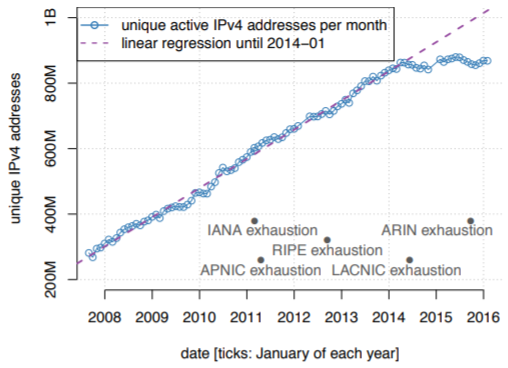 unique active IPv4 addresses per month
linear regression until 2014−01
unique IPv4 addresses
1B
800M
600M
400M
200M
IANA exhaustion
ARIN exhaustion
RIPE exhaustion
APNIC exhaustion
LACNIC exhaustion
2008 2009 2010 2011 2012 2013 2014 2015 2016
date [ticks: January of each year]